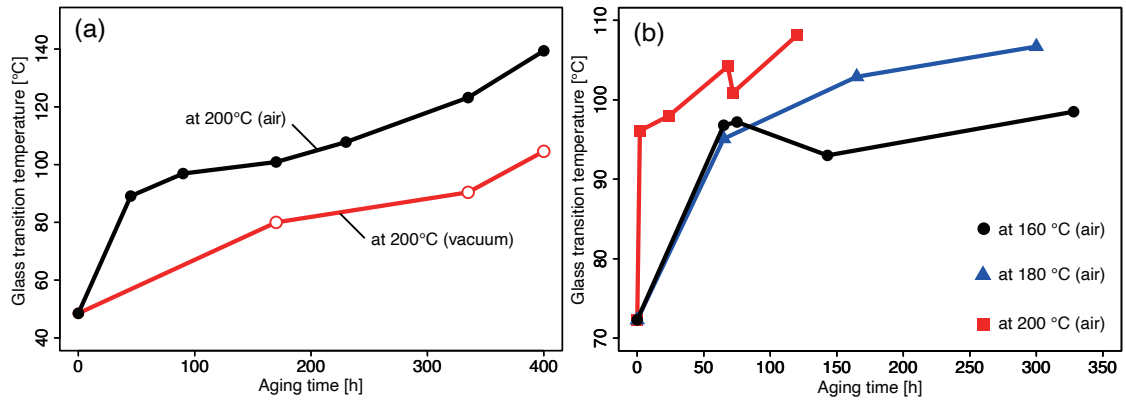 (a)
Glass transition temperature [°C]
140
120
100
80
60
40
at 200°C (air)
at 200°C (vacuum)
0
100
200
300
400
Aging time [h]
(b)
Glass transition temperature [°C]
110
100
90
80
70
at 160 °C (air)
at 180 °C (air)
at 200 °C (air)
0
50
100
150
200
250
300
350
Aging time [h]